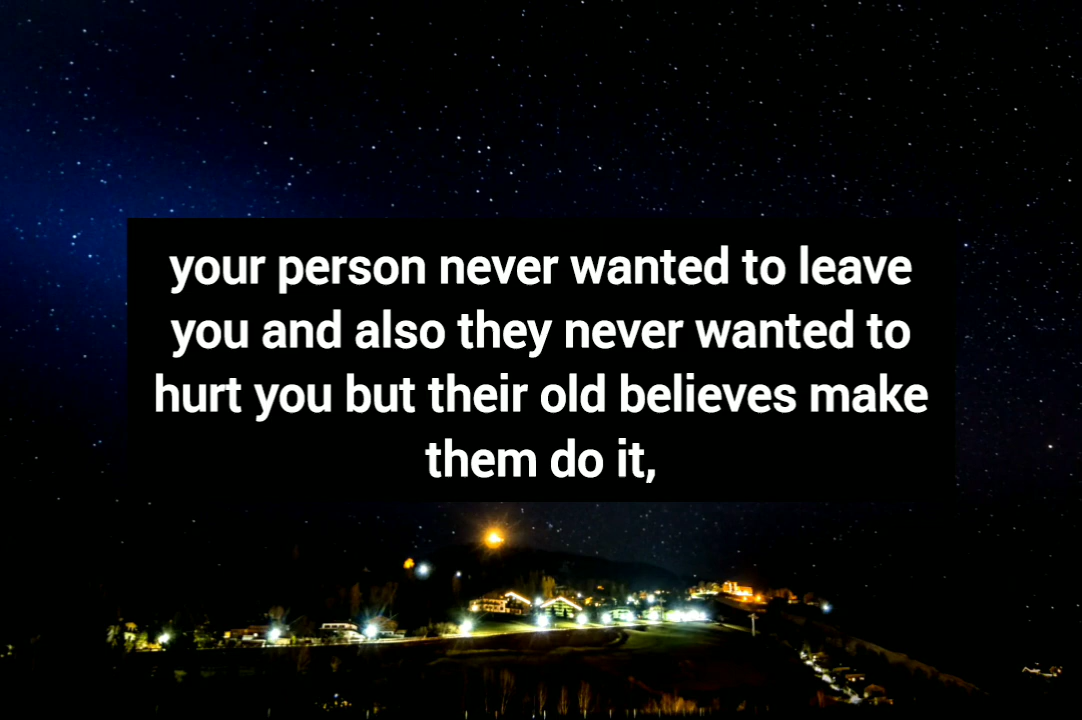 your person never wanted to leave
you and also they never wanted to
hurt you but their old believes make
them do it,